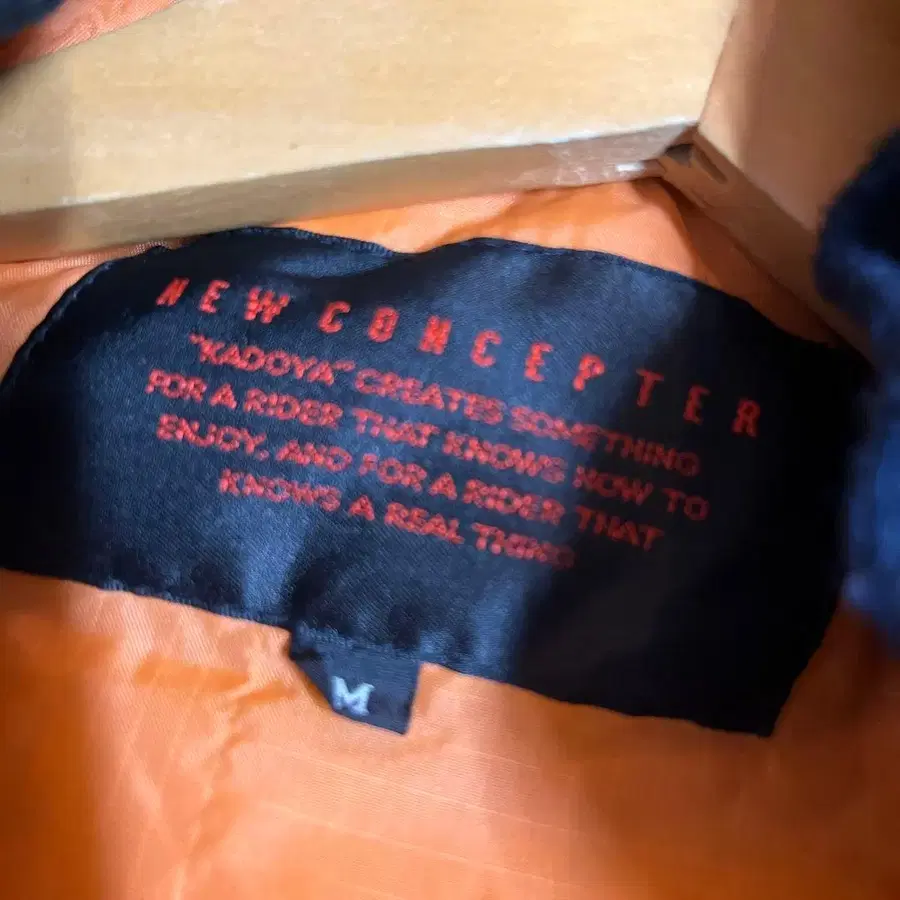 NEW CONCEPTER
"KADOYA" CREATES SOMETHING
FOR A RIDER THAT KNOWS HOW TO
ENJOY, AND FOR A RIDER THAT
KNOWS A REAL THING
M